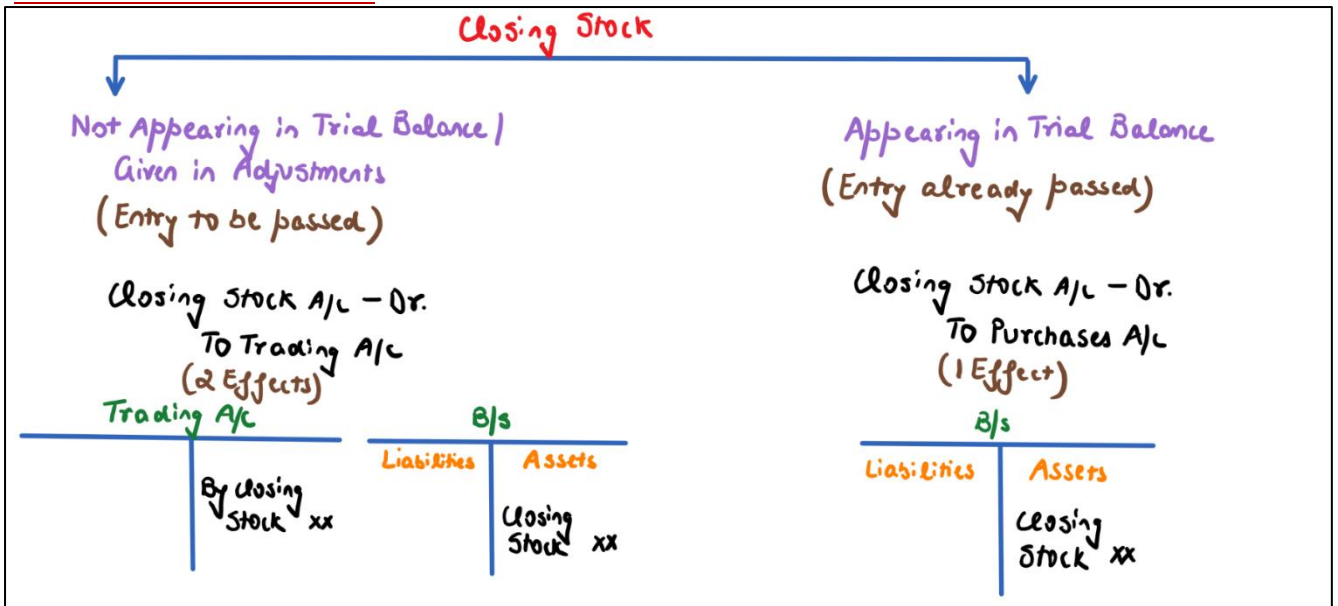 Closing Stock
Not Appearing in Trial Balance /
Given in Adjustments
(Entry to be passed)
Closing Stock A/c - Dr.
To Trading A/c
(2 Effects)
Trading A/c
By Closing
Stock xx
B/s
Liabilities Assets
Closing
Stock xx
Appearing in Trial Balance
(Entry already passed)
Closing Stock A/c - Dr.
To Purchases A/c
(1 Effect)
B/s
Liabilities Assets
Closing
Stock xx